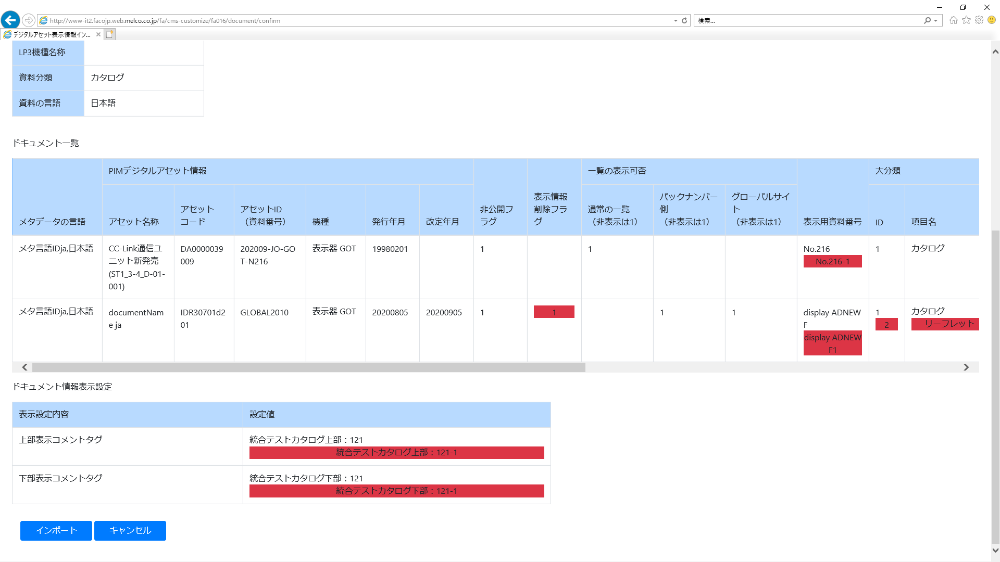 http://www-it2.facojp.web.melco.co.jp/fa/cms-customize/fa016/document/confirm
検索...
デジタルアセット表示情報イン...
LP3機種名称
資料分類 カタログ
資料の言語 日本語
ドキュメント一覧
PIMデジタルアセット情報 一覧の表示可否 大分類
メタデータの言語
アセット名称
アセット
コード
アセットID
（資料番号）
機種
発行年月
改定年月
非公開フ
ラグ
表示情報
削除フラ
グ
通常の一覧
（非表示は1）
バックナンバー
側
（非表示は1）
グローバルサイ
ト
（非表示は1）
表示用資料番号
ID
項目名
メタ言語IDja,日本語
CC-Link通信ユ
ニット新発売
(ST1_3-4_D-01-
001)
DA0000039
009
202009-JO-GO
T-N216
表示器 GOT
19980201
1
1
No.216
No.216-1
1
カタログ
メタ言語IDja,日本語
documentNam
e ja
IDR30701d2
01
GLOBAL2010
表示器 GOT
20200805
20200905
1
1
1
1
display ADNEW
F
display ADNEW
F1
1
2
カタログ
リーフレット
ドキュメント情報表示設定
表示設定内容 設定値
上部表示コメントタグ
統合テストカタログ上部：121
統合テストカタログ上部：121-1
下部表示コメントタグ
統合テストカタログ下部：121
統合テストカタログ下部：121-1
インポート キャンセル